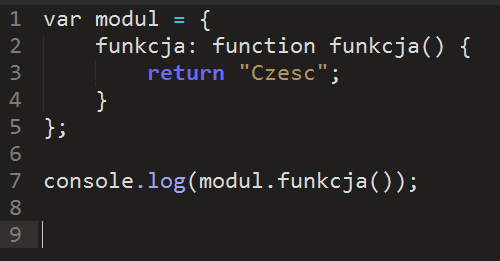 1 var modul = {
2     funkcja: function funkcja() {
3         return "Czesc";
4     }
5 };
6
7 console.log(modul.funkcja());
8
9